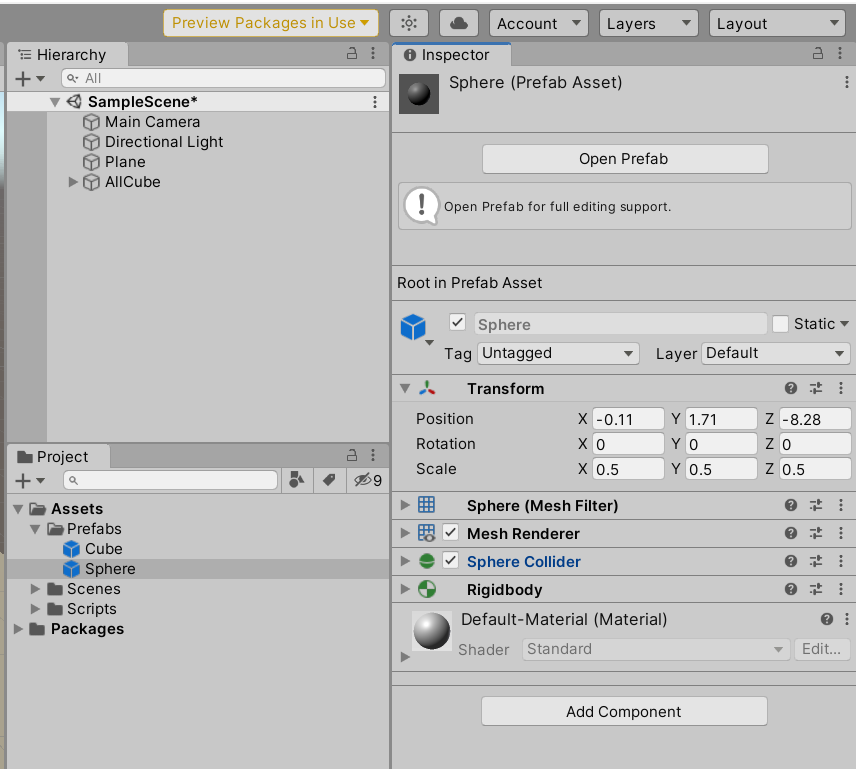 Preview Packages in Use
Account
Layers
Layout
Hierarchy
All
SampleScene*
Main Camera
Directional Light
Plane
AllCube
Project
9
Assets
Prefabs
Cube
Sphere
Scenes
Scripts
Packages
Inspector
Sphere (Prefab Asset)
Open Prefab
Open Prefab for full editing support.
Root in Prefab Asset
Sphere Static
Tag Untagged Layer Default
Transform
Position X -0.11 Y 1.71 Z -8.28
Rotation X 0 Y 0 Z 0
Scale X 0.5 Y 0.5 Z 0.5
Sphere (Mesh Filter)
Mesh Renderer
Sphere Collider
Rigidbody
Default-Material (Material)
Shader Standard Edit...
Add Component